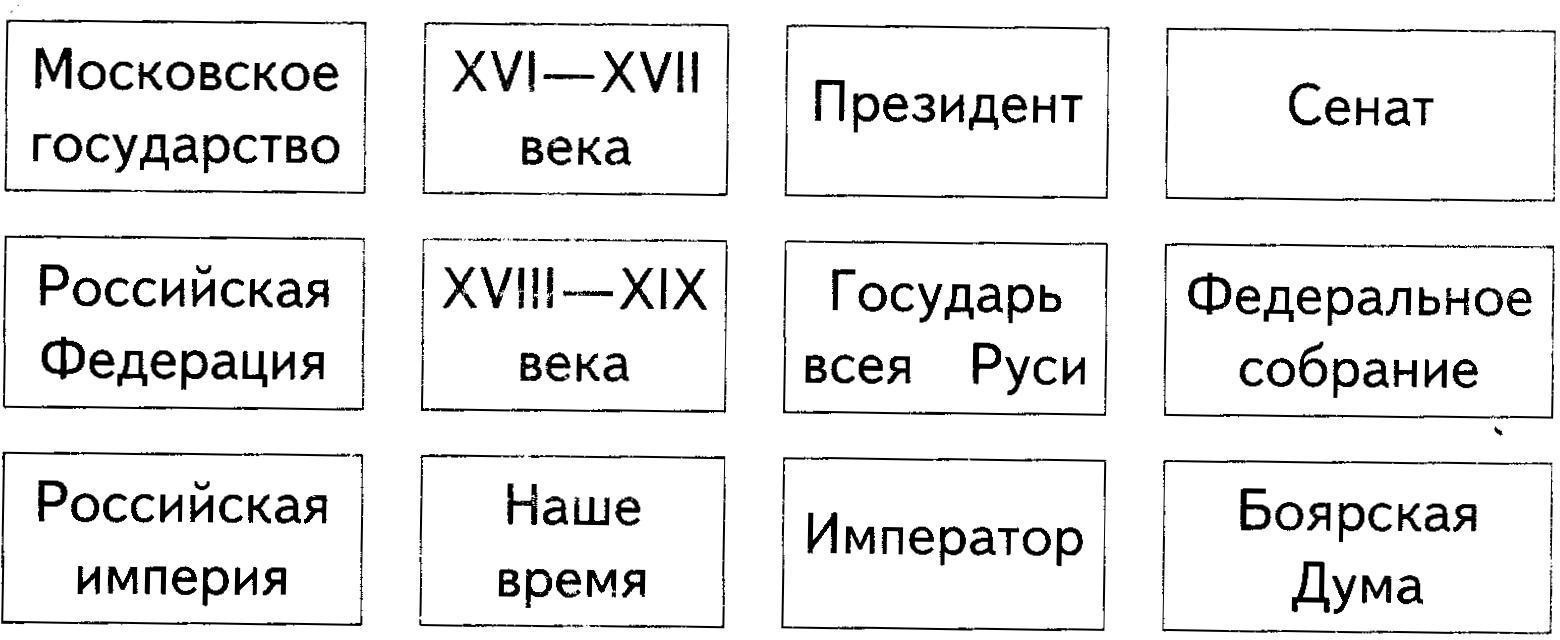 Московское
государство
XVI—XVII
века
Президент
Сенат
Российская
Федерация
XVIII—XIX
века
Государь
всея Руси
Федеральное
собрание
Российская
империя
Наше
время
Император
Боярская
Дума